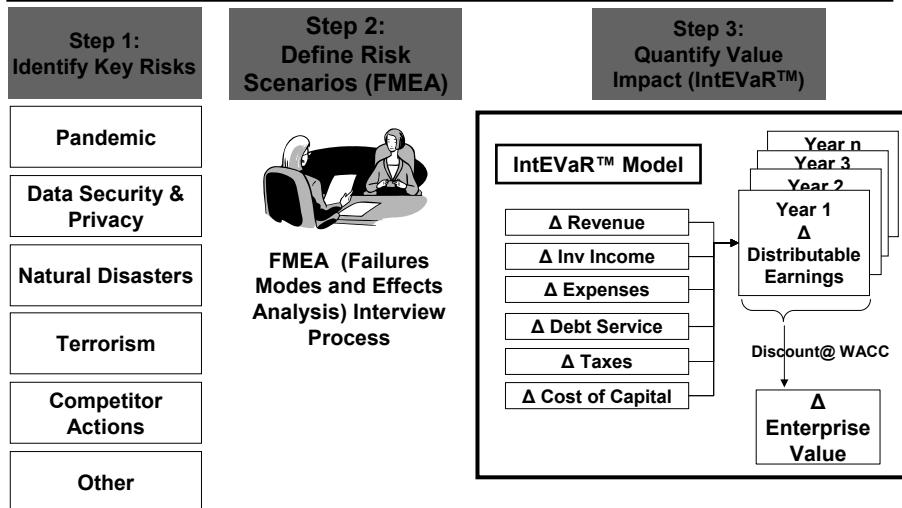 Step 1:
Identify Key Risks
Step 2:
Define Risk
Scenarios (FMEA)
Step 3:
Quantify Value
Impact (IntEVaR™)
Pandemic
Data Security &
Privacy
Natural Disasters
Terrorism
Competitor
Actions
Other
FMEA (Failures
Modes and Effects
Analysis) Interview
Process
IntEVaR™ Model
Δ Revenue
Δ Inv Income
Δ Expenses
Δ Debt Service
Δ Taxes
Δ Cost of Capital
Year n
Year 3
Year 2
Year 1
Δ
Distributable
Earnings
Discount@ WACC
Δ
Enterprise
Value